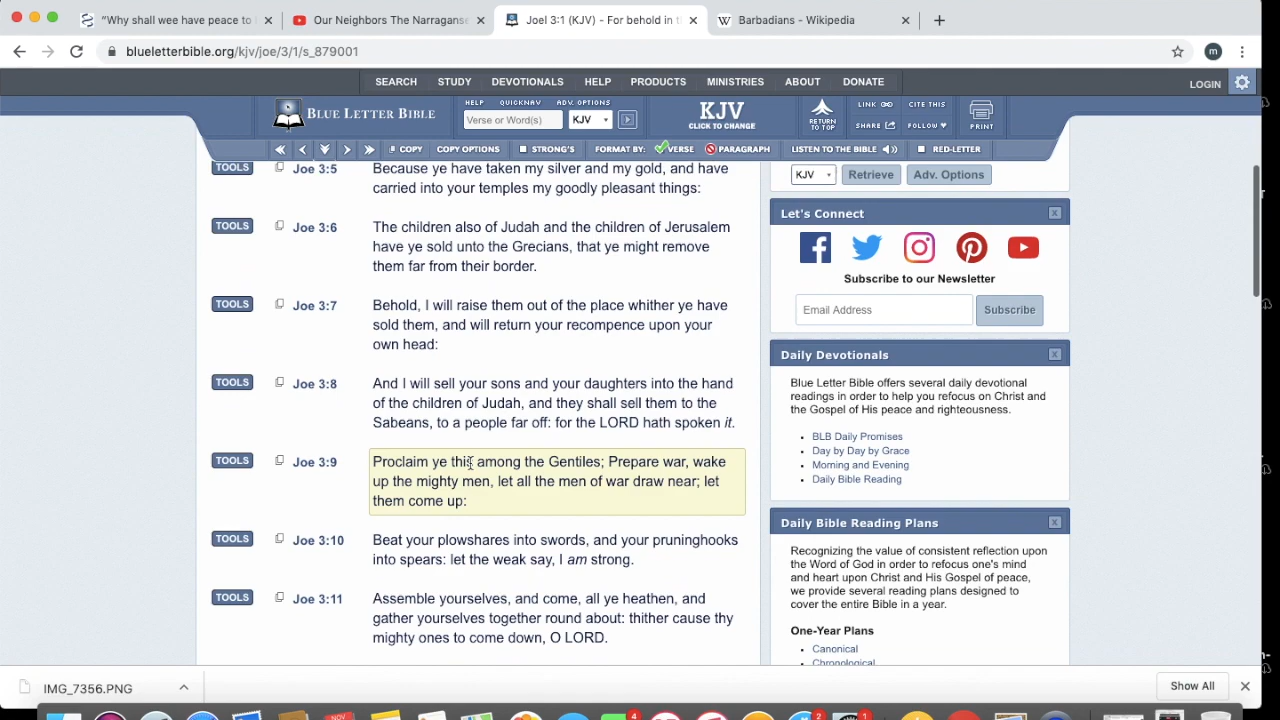 "Why shall wee have peace to
Our Neighbors The Narraganse
Joel 3:1 (KJV) - For behold in th
Barbadians - Wikipedia
blueletterbible.org/kjv/joe/3/1/s_879001
m
SEARCH STUDY DEVOTIONALS HELP PRODUCTS MINISTRIES ABOUT DONATE
LOGIN
BLUE LETTER BIBLE
HELP QUICKNAV ADV. OPTIONS
Verse or Word(s) KJV
KJV
CLICK TO CHANGE
RETURN
TO TOP
LINK CITE THIS
SHARE FOLLOW
PRINT
COPY COPY OPTIONS STRONG'S FORMAT BY: VERSE PARAGRAPH LISTEN TO THE BIBLE RED-LETTER
TOOLS Joe 3:5 Because ye have taken my silver and my gold, and have
carried into your temples my goodly pleasant things:
TOOLS Joe 3:6 The children also of Judah and the children of Jerusalem
have ye sold unto the Grecians, that ye might remove
them far from their border.
TOOLS Joe 3:7 Behold, I will raise them out of the place whither ye have
sold them, and will return your recompence upon your
own head:
TOOLS Joe 3:8 And I will sell your sons and your daughters into the hand
of the children of Judah, and they shall sell them to the
Sabeans, to a people far off: for the LORD hath spoken it.
TOOLS Joe 3:9 Proclaim ye this among the Gentiles; Prepare war, wake
up the mighty men, let all the men of war draw near; let
them come up:
TOOLS Joe 3:10 Beat your plowshares into swords, and your pruninghooks
into spears: let the weak say, I am strong.
TOOLS Joe 3:11 Assemble yourselves, and come, all ye heathen, and
gather yourselves together round about: thither cause thy
mighty ones to come down, O LORD.
KJV Retrieve Adv. Options
Let's Connect
Subscribe to our Newsletter
Email Address Subscribe
Daily Devotionals
Blue Letter Bible offers several daily devotional
readings in order to help you refocus on Christ and
the Gospel of His peace and righteousness.
BLB Daily Promises
Day by Day by Grace
Morning and Evening
Daily Bible Reading
Daily Bible Reading Plans
Recognizing the value of consistent reflection upon
the Word of God in order to refocus one's mind
and heart upon Christ and His Gospel of peace,
we provide several reading plans designed to
cover the entire Bible in a year.
One-Year Plans
Canonical
Chronological
IMG_7356.PNG
Show All
NOV
4
2
1